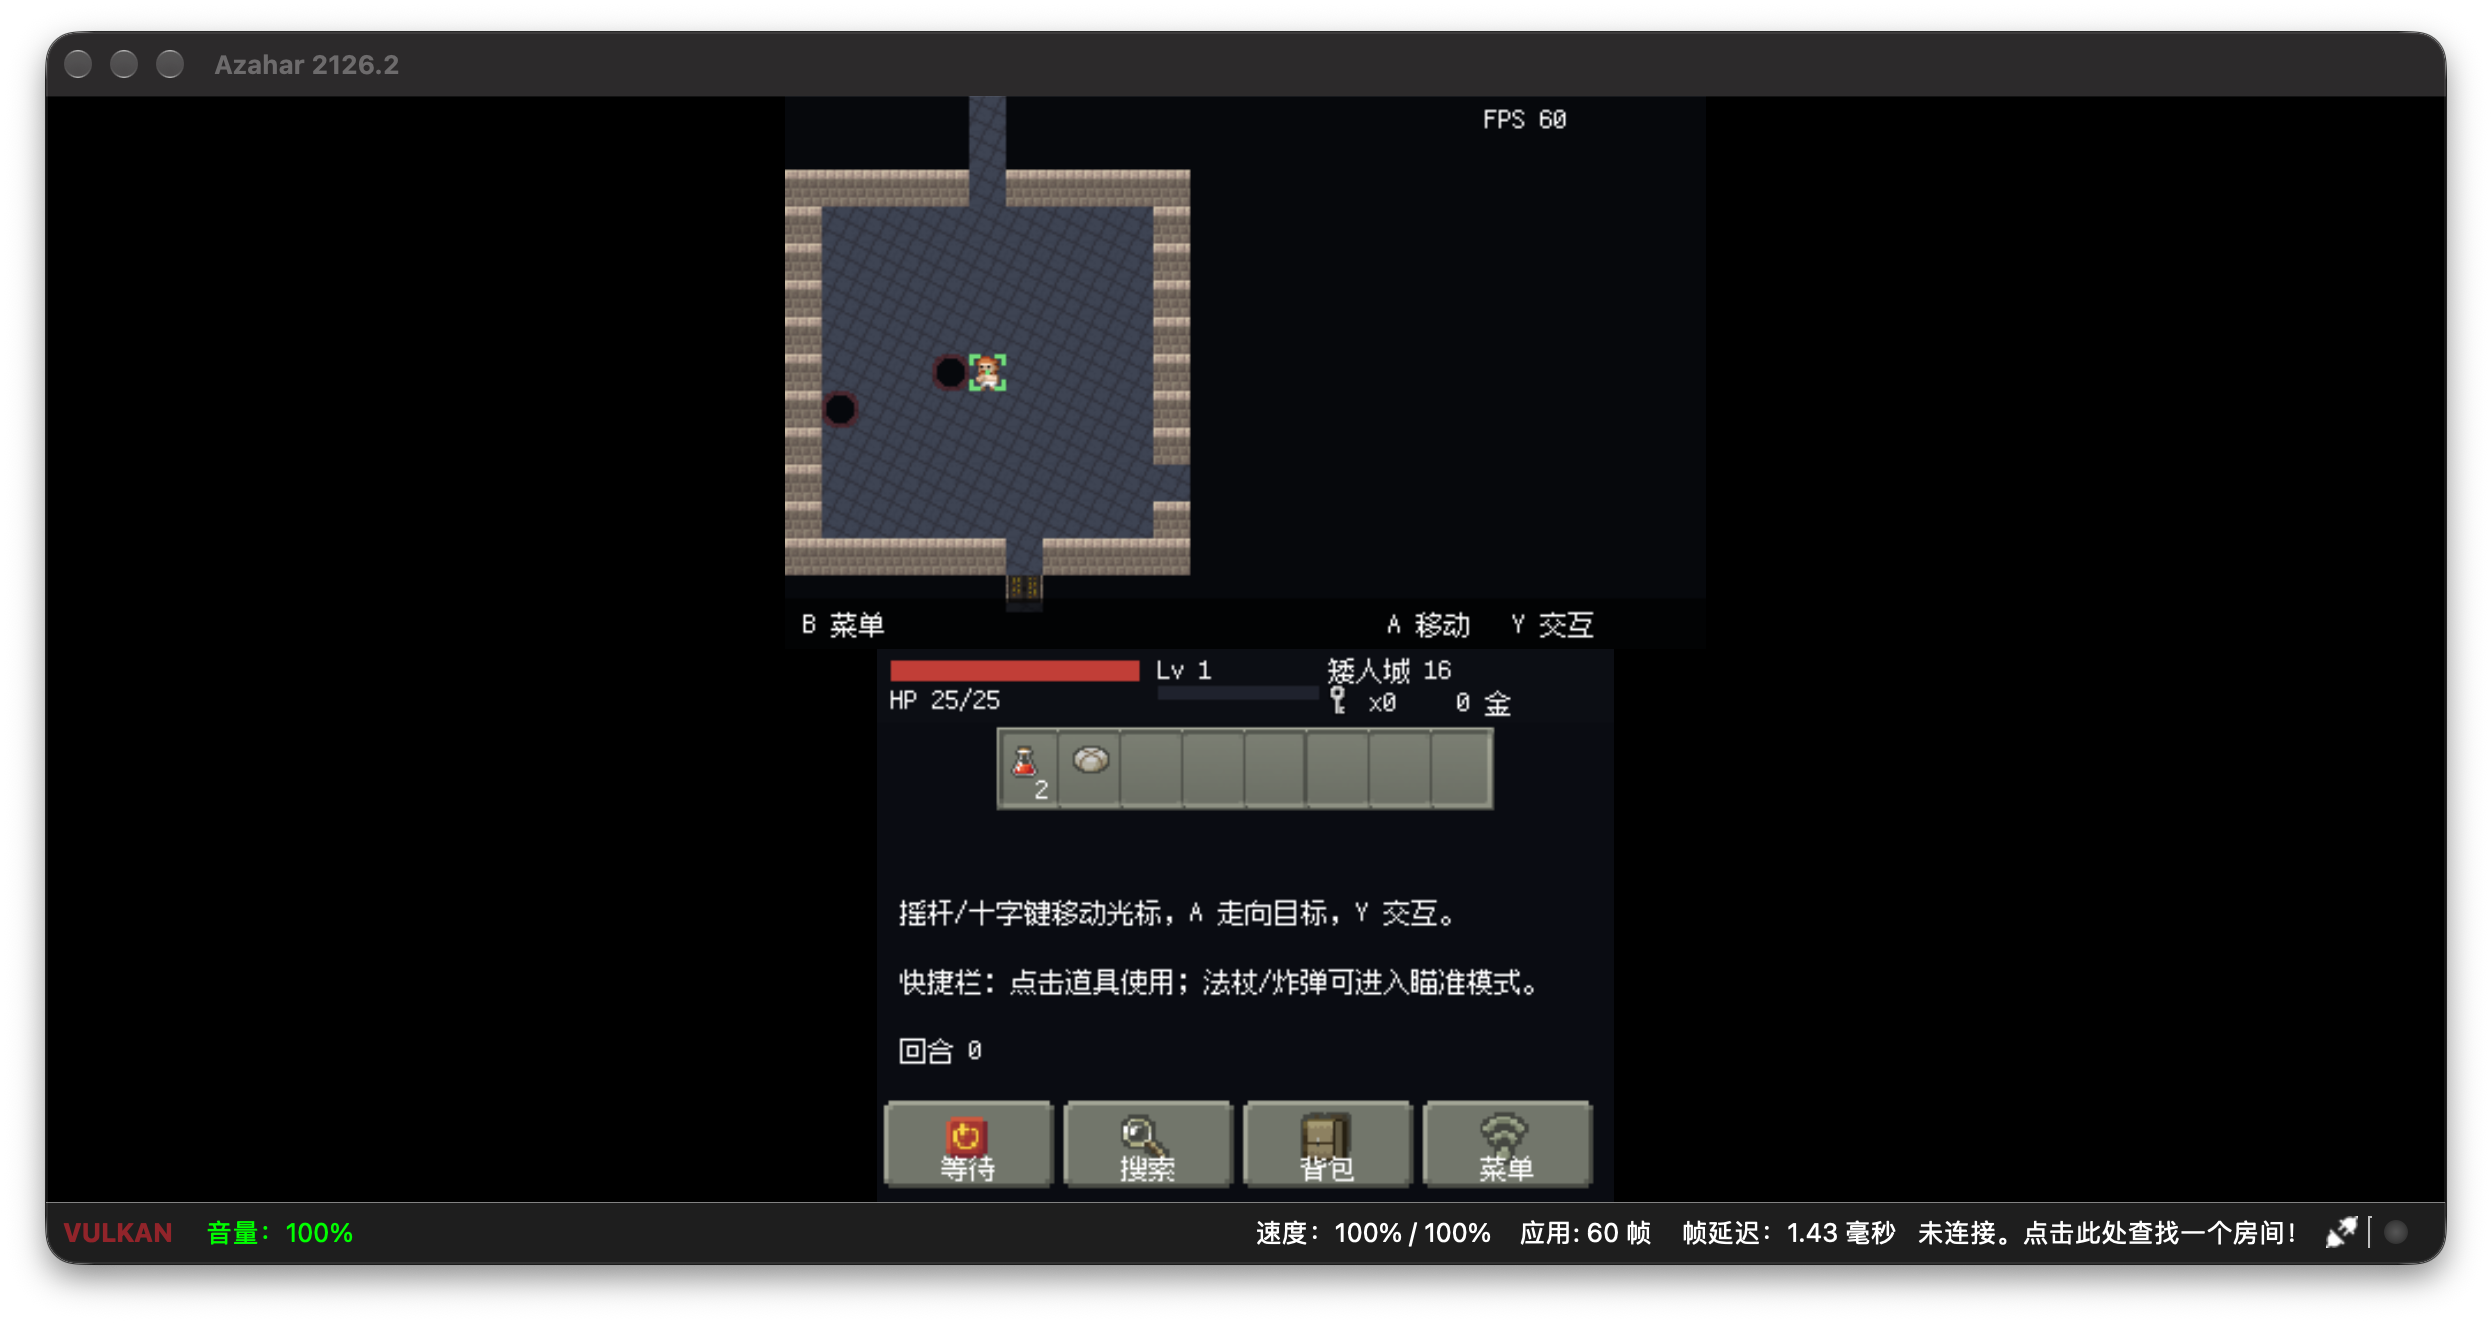 Azahar 2126.2
FPS 60
B 菜单 A 移动 Y 交互
Lv 1 矮人城 16
HP 25/25 x0 0 金
2
摇杆/十字键移动光标，A 走向目标，Y 交互。
快捷栏：点击道具使用；法杖/炸弹可进入瞄准模式。
回合 0
等待 搜索 背包 菜单
VULKAN 音量：100% 速度：100% / 100% 应用: 60 帧 帧延迟：1.43 毫秒 未连接。点击此处查找一个房间！